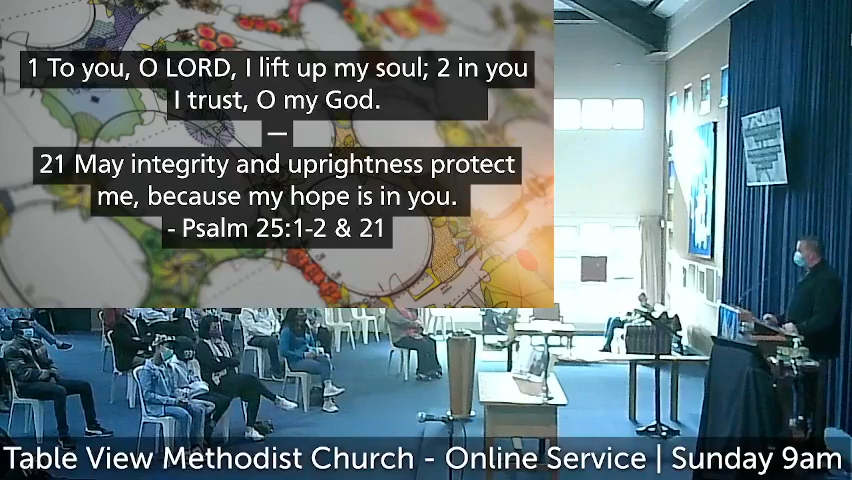 1 To you, O LORD, I lift up my soul; 2 in you
I trust, O my God.
—
21 May integrity and uprightness protect
me, because my hope is in you.
- Psalm 25:1-2 & 21
Table View Methodist Church - Online Service | Sunday 9am